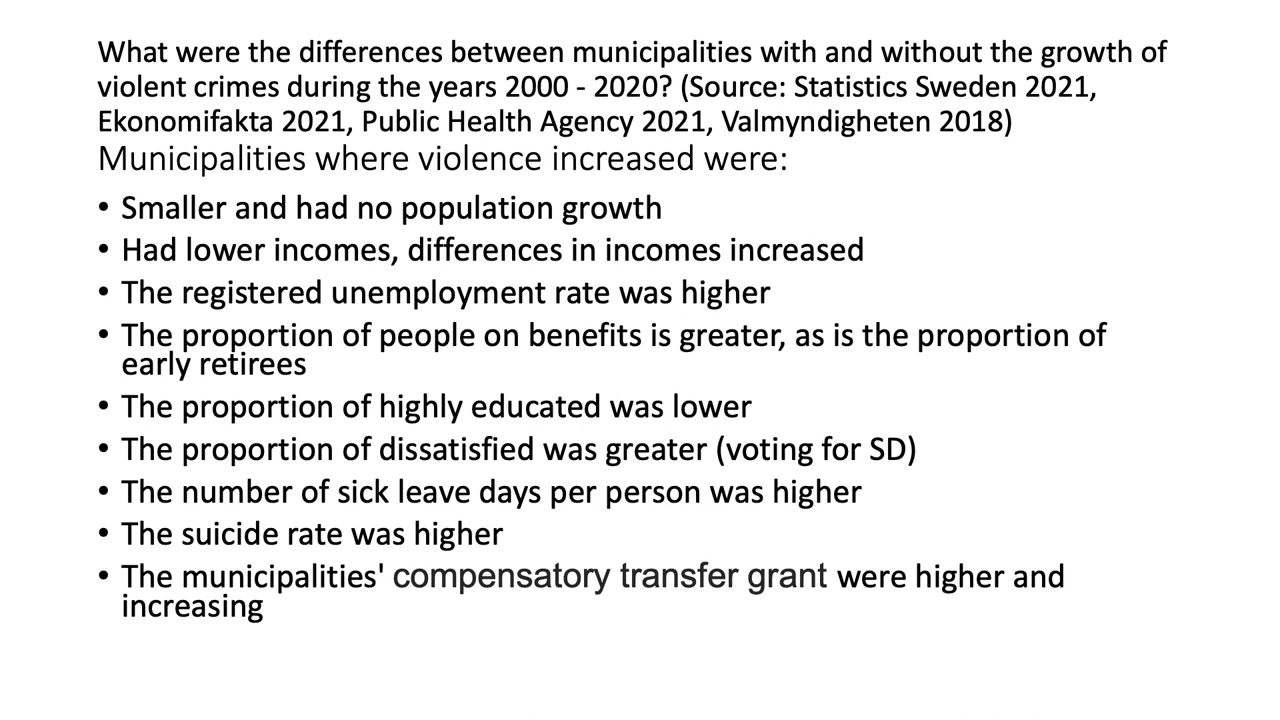 What were the differences between municipalities with and without the growth of
violent crimes during the years 2000 - 2020? (Source: Statistics Sweden 2021,
Ekonomifakta 2021, Public Health Agency 2021, Valmyndigheten 2018)
Municipalities where violence increased were:
• Smaller and had no population growth
• Had lower incomes, differences in incomes increased
• The registered unemployment rate was higher
• The proportion of people on benefits is greater, as is the proportion of
early retirees
• The proportion of highly educated was lower
• The proportion of dissatisfied was greater (voting for SD)
• The number of sick leave days per person was higher
• The suicide rate was higher
• The municipalities' compensatory transfer grant were higher and
increasing